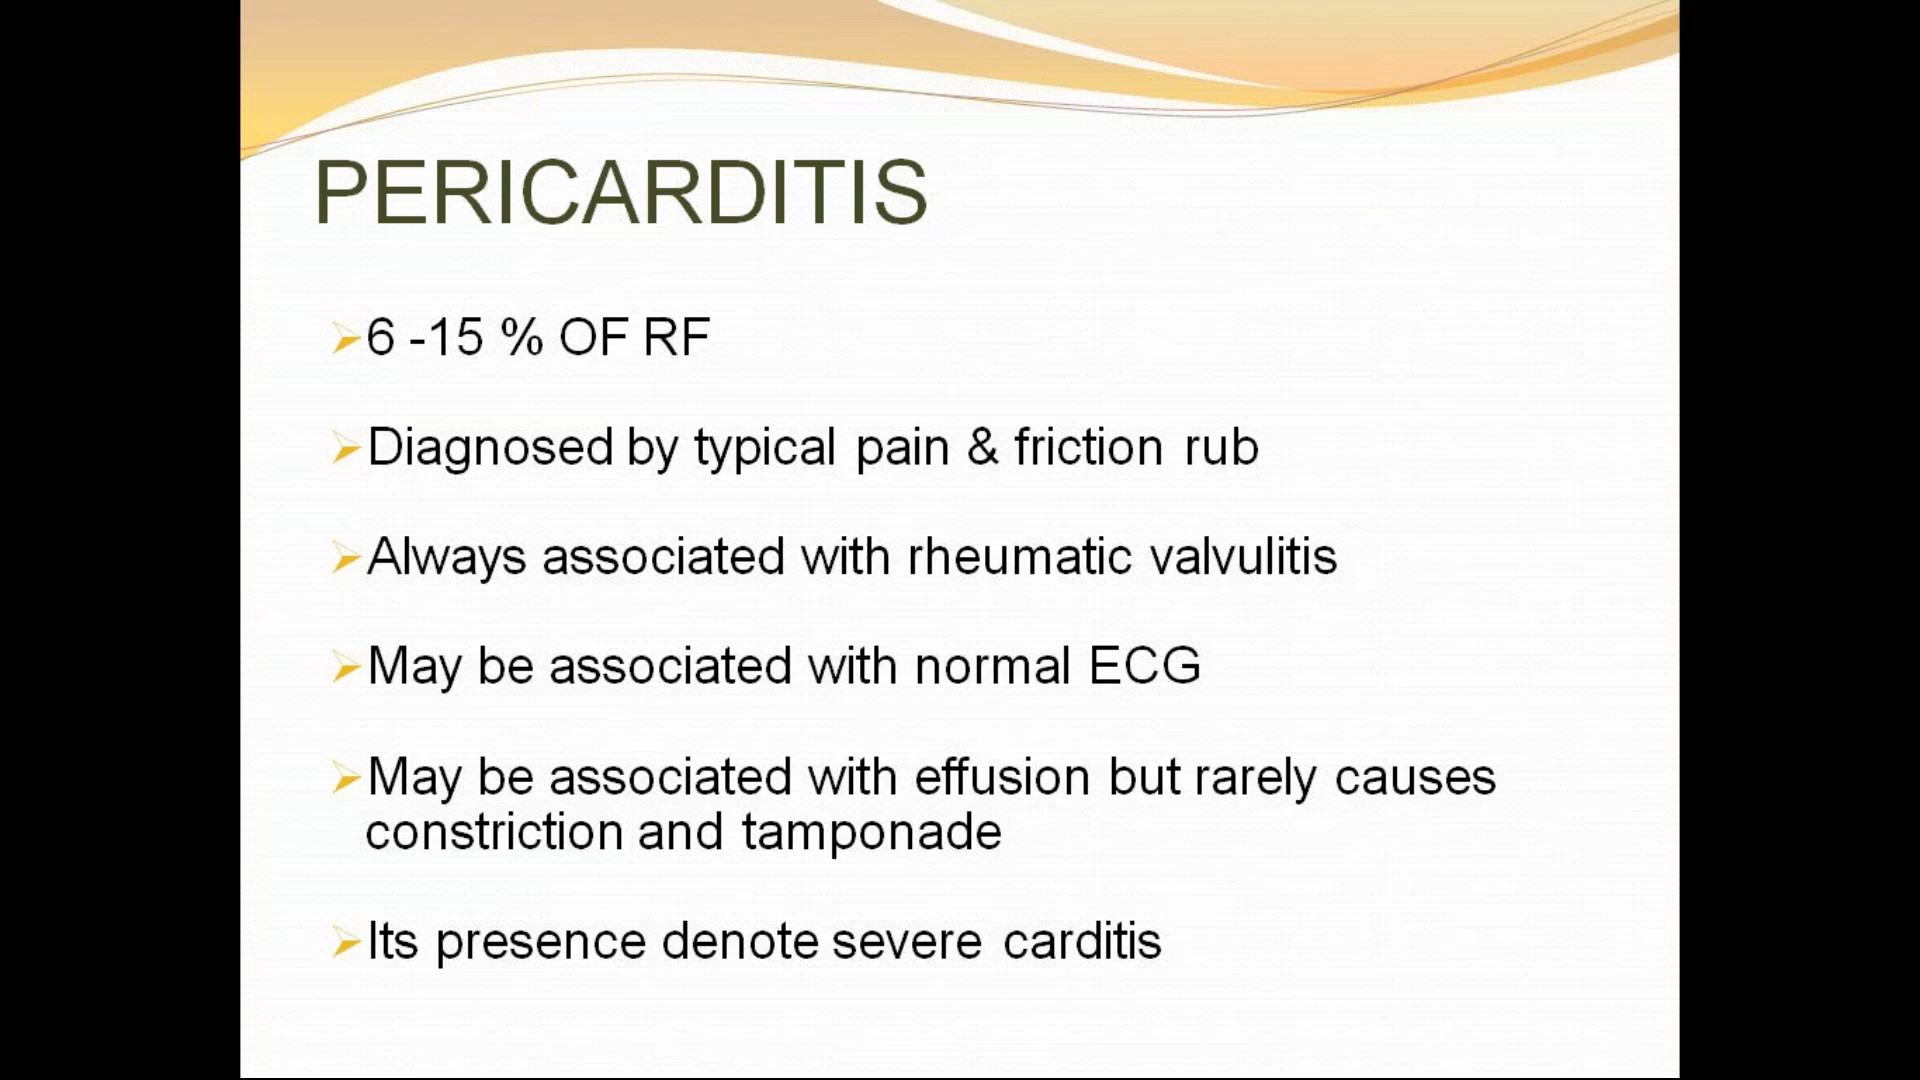 PERICARDITIS
6 -15 % OF RF
Diagnosed by typical pain & friction rub
Always associated with rheumatic valvulitis
May be associated with normal ECG
May be associated with effusion but rarely causes
constriction and tamponade
Its presence denote severe carditis